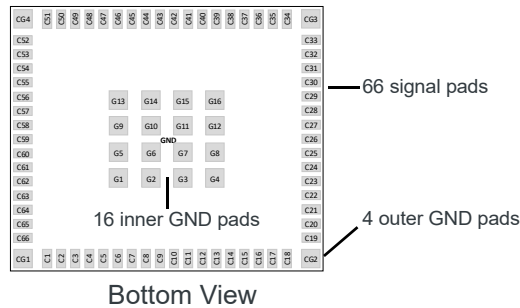 CG4 C51 C50 C49 C48 C47 C46 C45 C44 C43 C42 C41 C40 C39 C38 C37 C36 C35 C34 CG3
C52 C33
C53 C32
C54 C31
C55 C30
66 signal pads
C56 G13 G14 G15 G16 C29
C57 C28
C58 G9 G10 G11 G12 C27
C59 GND C26
C60 G5 G6 G7 G8 C25
C61 C24
C62 G1 G2 G3 G4 C23
C63 C22
C64 C21
16 inner GND pads
4 outer GND pads
C65 C20
C66 C19
CG1 C1 C2 C3 C4 C5 C6 C7 C8 C9 C10 C11 C12 C13 C14 C15 C16 C17 C18 CG2
Bottom View